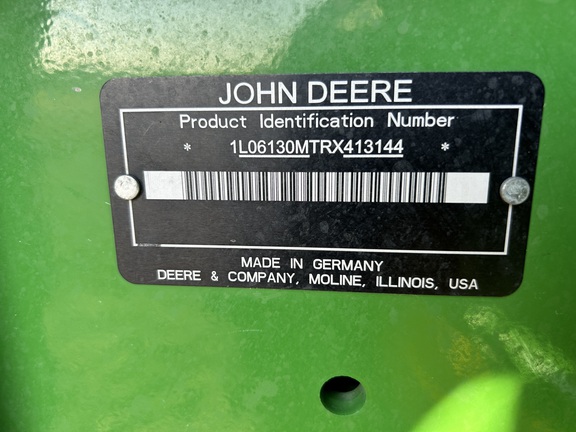 JOHN DEERE
Product Identification Number
* 1L06130MTRX413144 *
MADE IN GERMANY
DEERE & COMPANY, MOLINE, ILLINOIS, USA